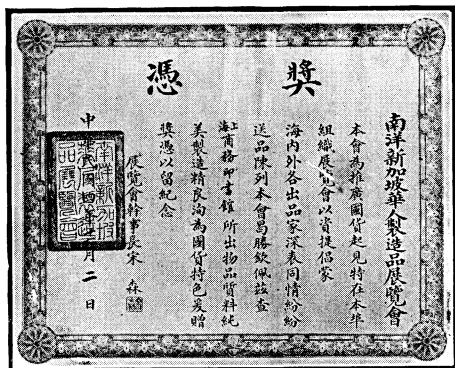 獎憑
南洋新加坡華人製造品展覽會
本會為推廣國貨起見特在本埠
組織展覽會以資提倡蒙
海內外各出品家深表同情紛紛
送品陳列本會曷勝欽佩茲查
上海商務印書館所出物品質料純
美製造精良洵為國貨特色爰贈
獎憑以留紀念
展覽會幹事長宋森
中華民國 月二日